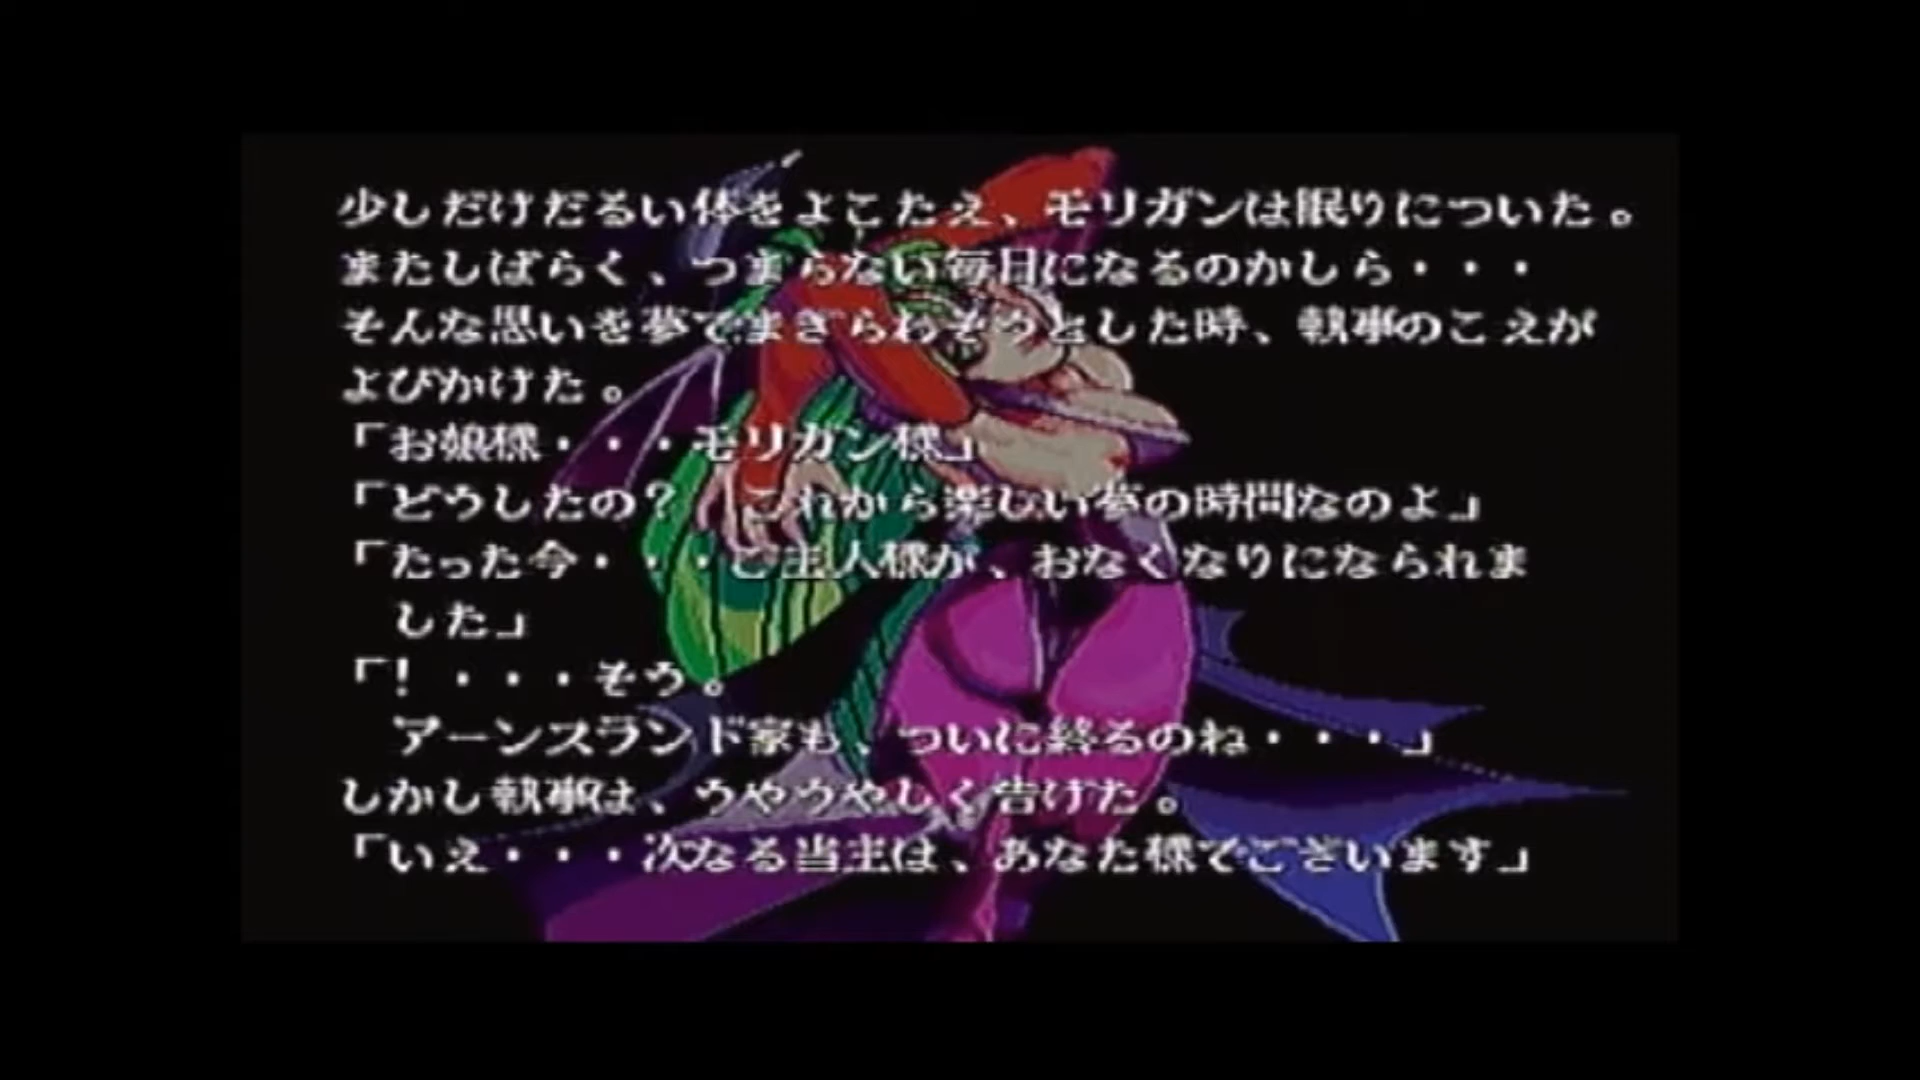 少しだけだるい体をよこたえ、モリガンは眠りについた。
またしばらく、つまらない毎日になるのかしら・・・
そんな思いを夢でまぎらわそうとした時、執事のこえが
よびかけた。
「お嬢様・・・モリガン様」
「どうしたの？　これから楽しい夢の時間なのよ」
「たった今・・・ご主人様が、おなくなりになられま
した」
「！・・・そう。
アーンスランド家も、ついに終るのね・・・」
しかし執事は、うやうやしく告げた。
「いえ・・・次なる当主は、あなた様でございます」